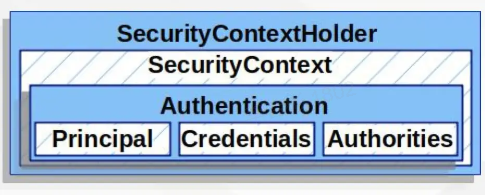 SecurityContextHolder
SecurityContext
Authentication
Principal Credentials Authorities